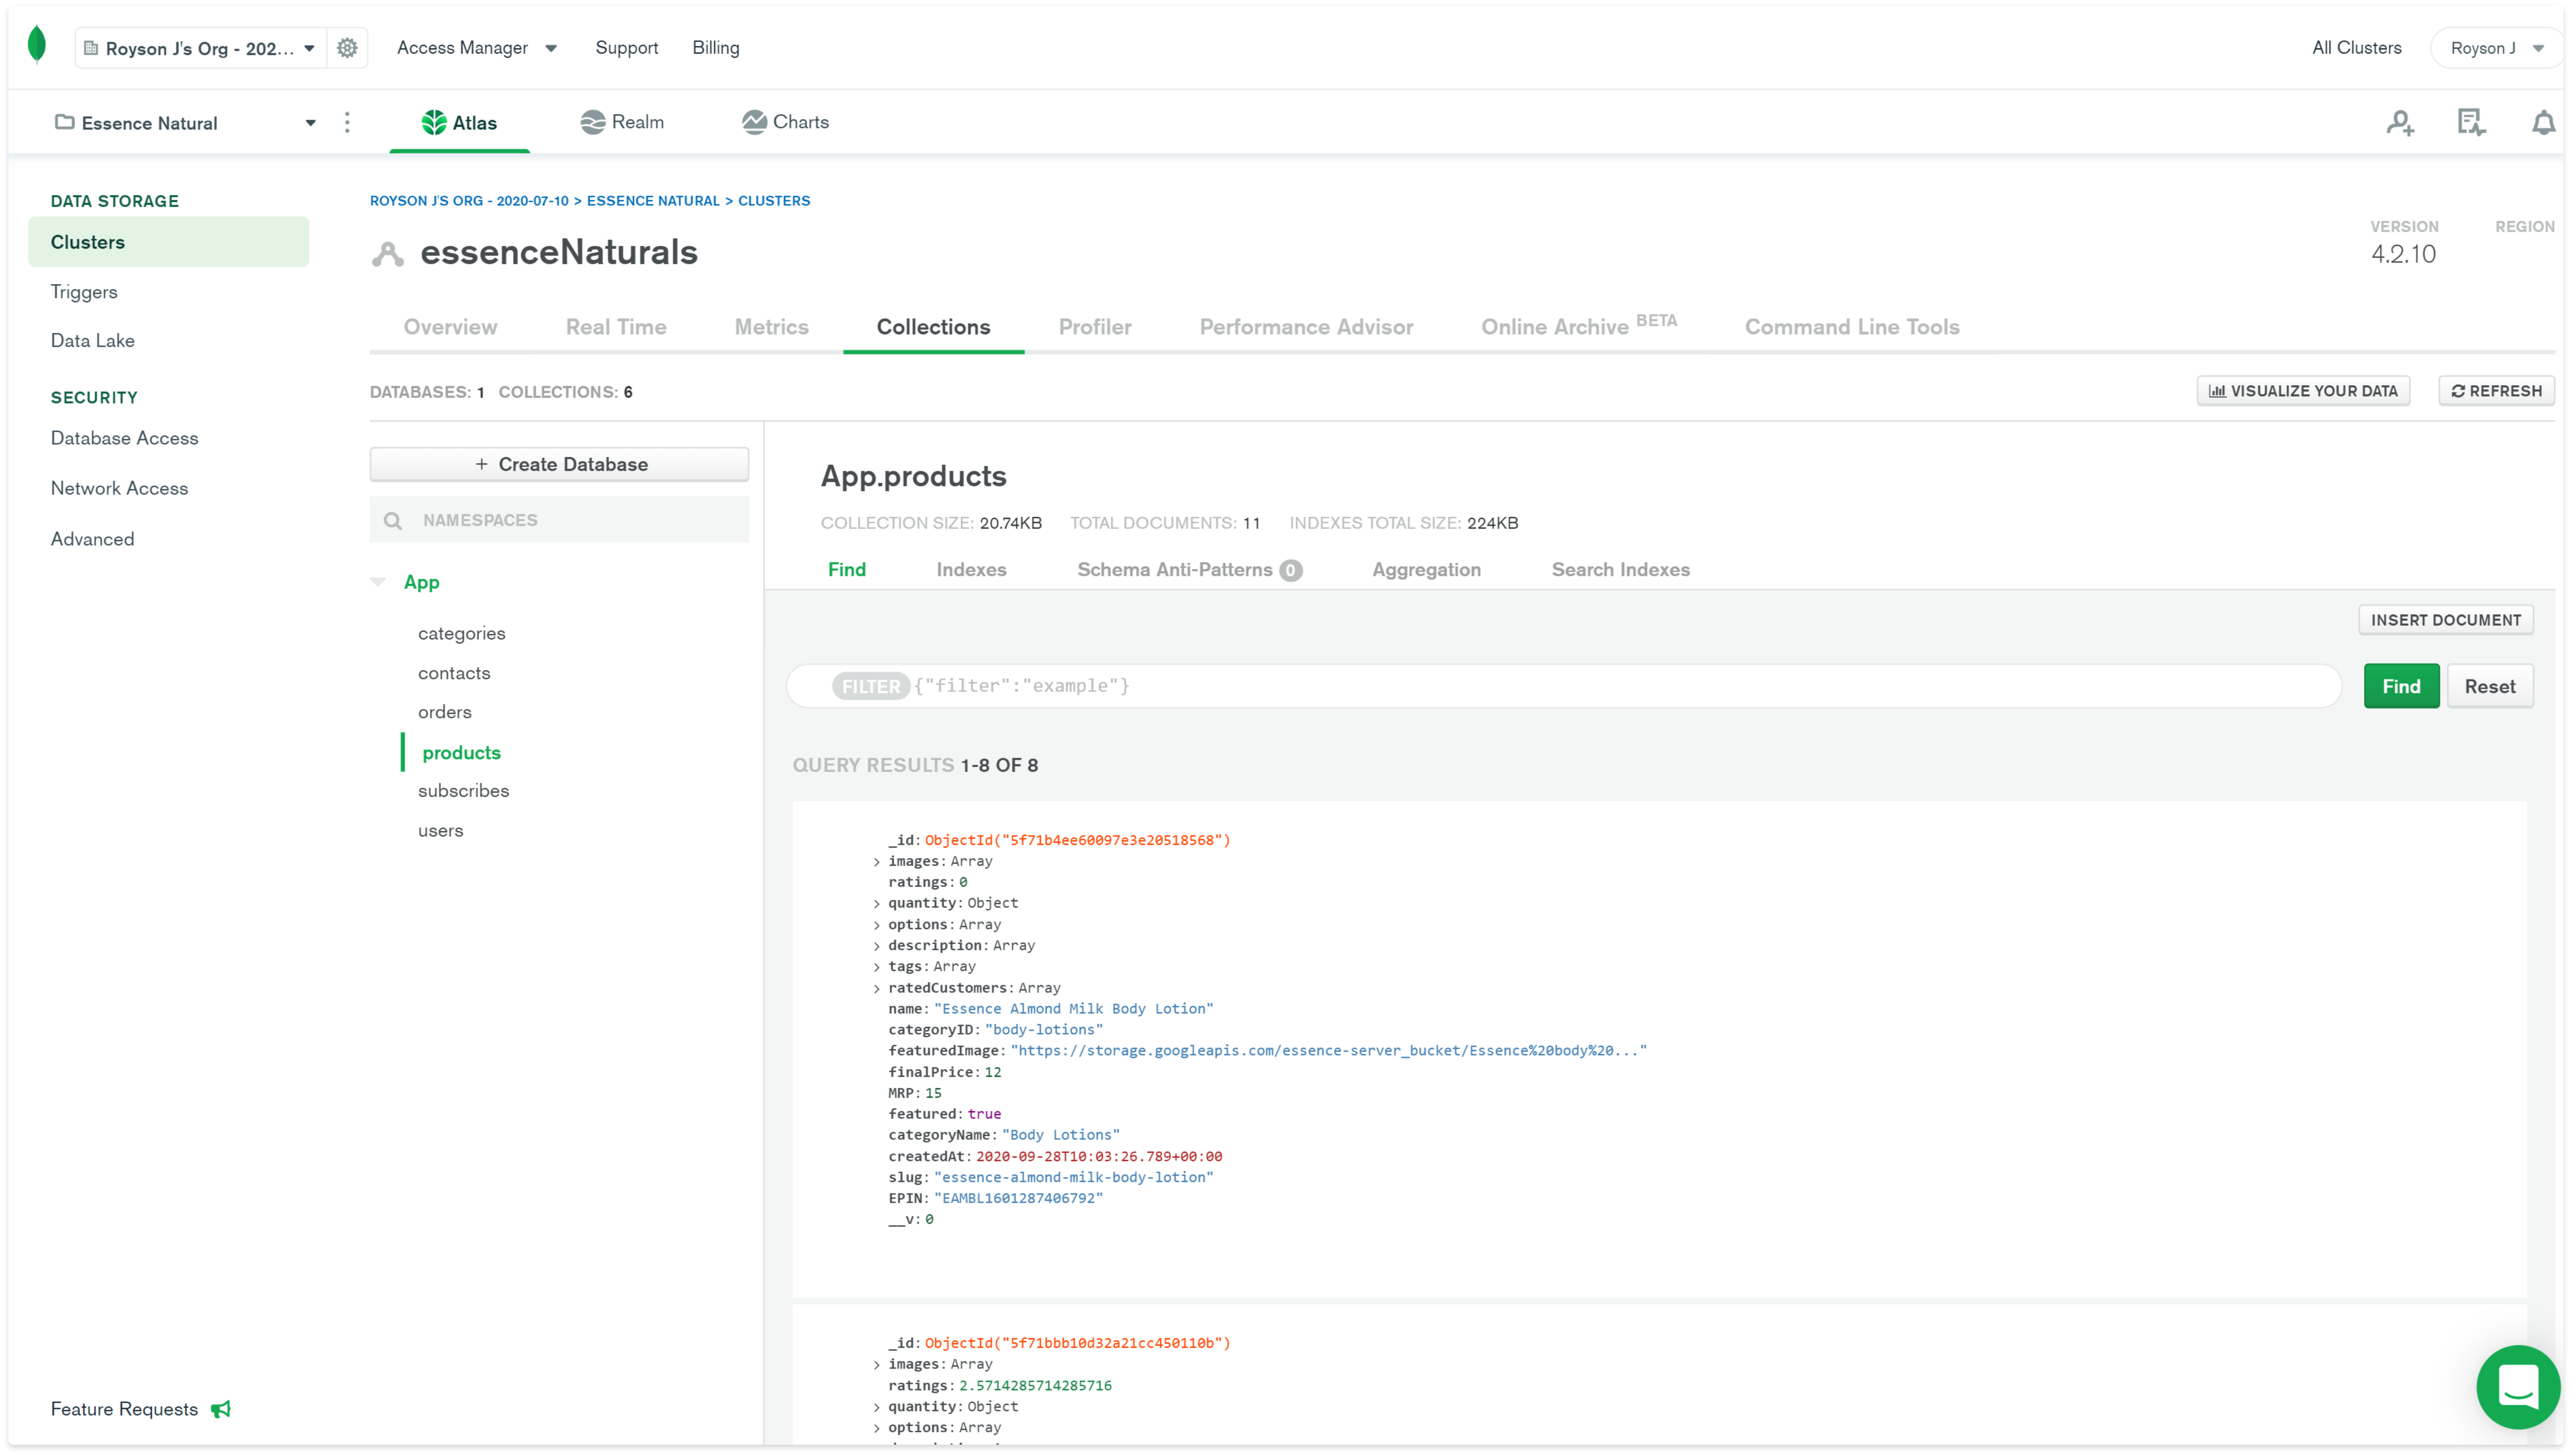 Royson J's Org - 202... Access Manager Support Billing All Clusters Royson J
Essence Natural Atlas Realm Charts
DATA STORAGE
Clusters
Triggers
Data Lake
SECURITY
Database Access
Network Access
Advanced
Feature Requests
ROYSON J'S ORG - 2020-07-10 > ESSENCE NATURAL > CLUSTERS
essenceNaturals
VERSION REGION
4.2.10
Overview Real Time Metrics Collections Profiler Performance Advisor Online Archive BETA Command Line Tools
DATABASES: 1 COLLECTIONS: 6 VISUALIZE YOUR DATA REFRESH
+ Create Database
NAMESPACES
App
categories
contacts
orders
products
subscribes
users
App.products
COLLECTION SIZE: 20.74KB TOTAL DOCUMENTS: 11 INDEXES TOTAL SIZE: 224KB
Find Indexes Schema Anti-Patterns 0 Aggregation Search Indexes
INSERT DOCUMENT
FILTER {"filter":"example"} Find Reset
QUERY RESULTS 1-8 OF 8
_id: ObjectId("5f71b4ee60097e3e20518568")
> images: Array
ratings: 0
> quantity: Object
> options: Array
> description: Array
> tags: Array
> ratedCustomers: Array
name: "Essence Almond Milk Body Lotion"
categoryID: "body-lotions"
featuredImage: "https://storage.googleapis.com/essence-server_bucket/Essence%20body%20..."
finalPrice: 12
MRP: 15
featured: true
categoryName: "Body Lotions"
createdAt: 2020-09-28T10:03:26.789+00:00
slug: "essence-almond-milk-body-lotion"
EPIN: "EAMBL1601287406792"
__v: 0
_id: ObjectId("5f71bbb10d32a21cc450110b")
> images: Array
ratings: 2.5714285714285716
> quantity: Object
> options: Array